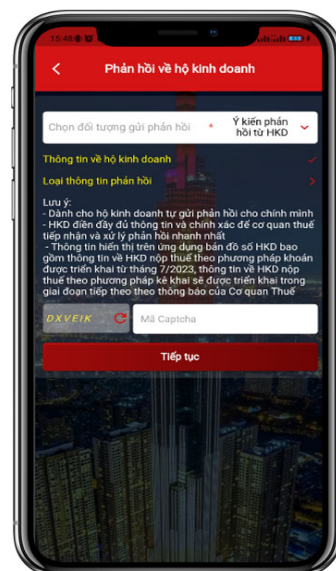 15:48
Phản hồi về hộ kinh doanh
Chọn đối tượng gửi phản hồi * Ý kiến phản
hồi từ HKD
Thông tin về hộ kinh doanh
Loại thông tin phản hồi
Lưu ý:
- Dành cho hộ kinh doanh tự gửi phản hồi cho chính mình
- HKD điền đầy đủ thông tin và chính xác để cơ quan thuế
tiếp nhận và xử lý phản hồi nhanh nhất
- Thông tin hiển thị trên ứng dụng bản đồ số HKD bao
gồm thông tin về HKD nộp thuế theo phương pháp khoán
được triển khai từ tháng 7/2023, thông tin về HKD nộp
thuế theo phương pháp kê khai sẽ được triển khai trong
giai đoạn tiếp theo theo thông báo của Cơ quan Thuế
DXVEIK Mã Captcha
Tiếp tục